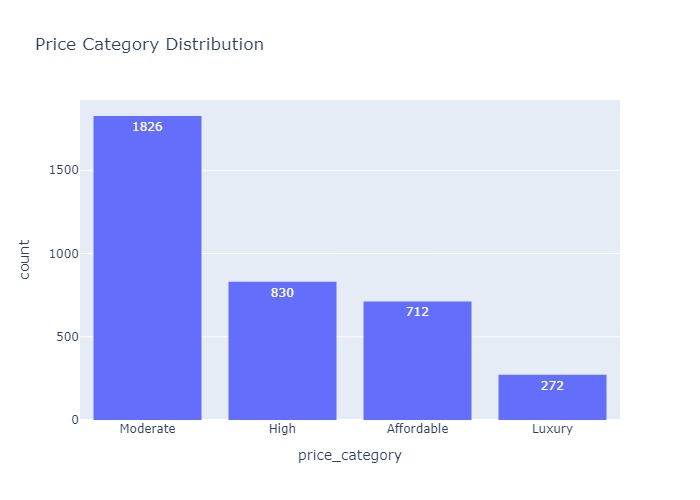 Price Category Distribution
1826
830
712
272
1500
1000
500
0
count
Moderate
High
Affordable
Luxury
price_category